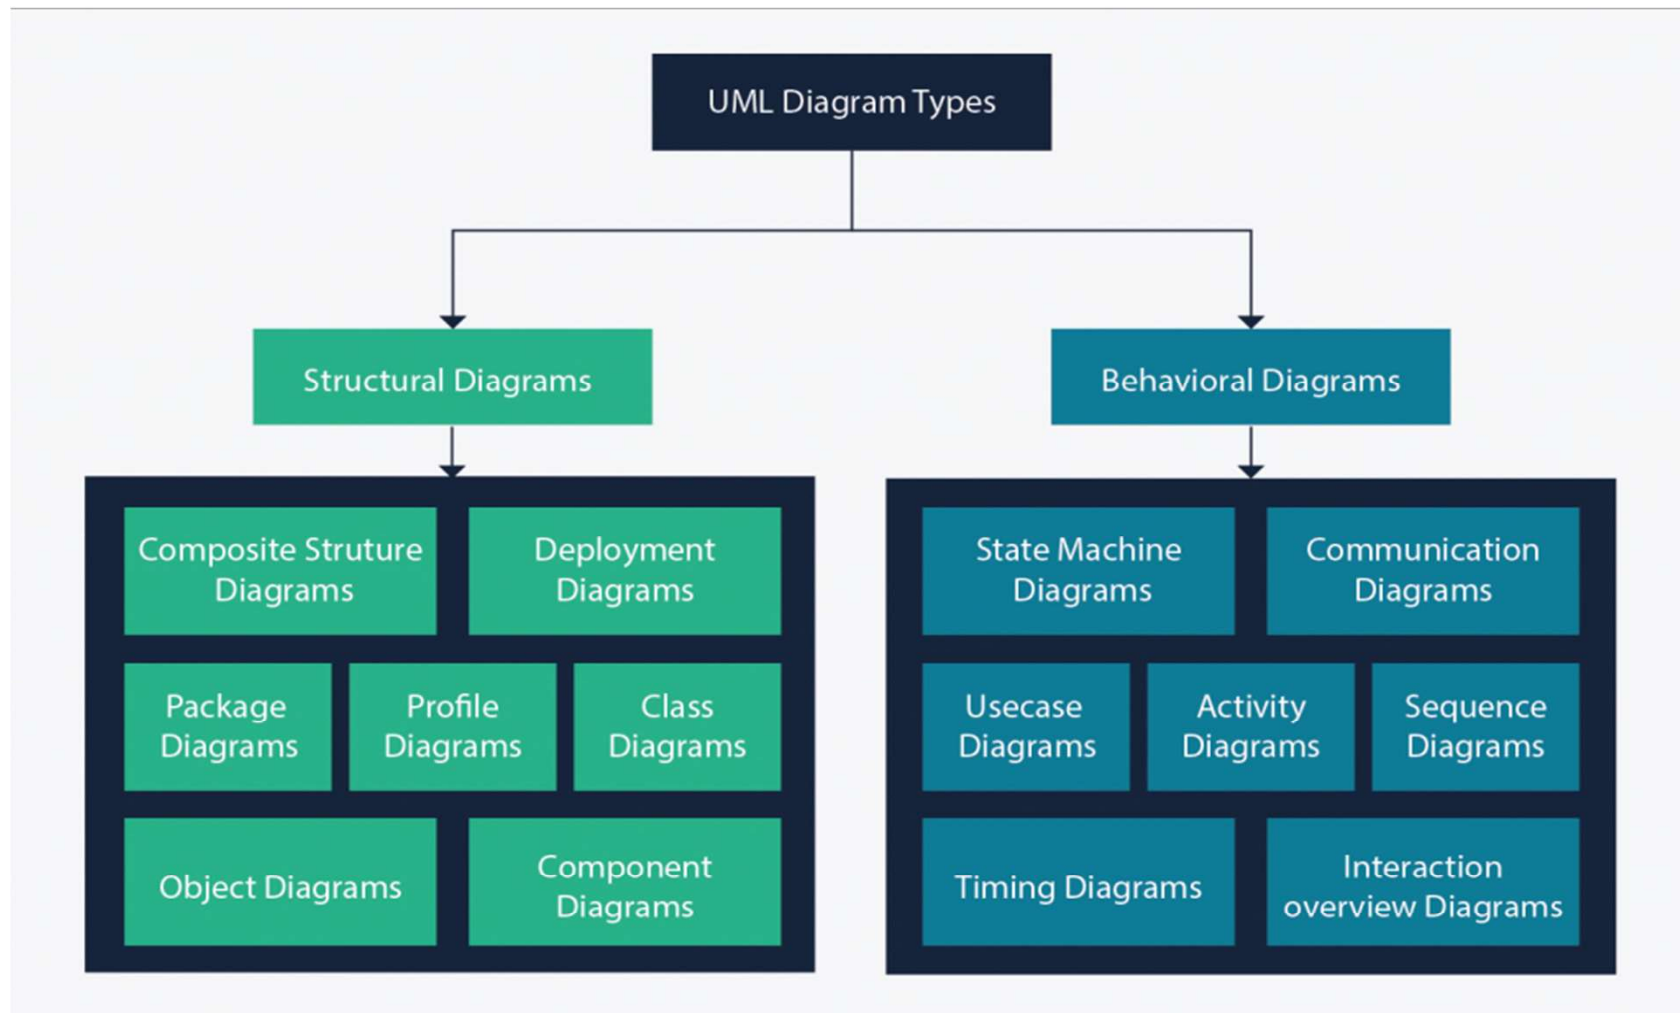 UML Diagram Types
Structural Diagrams
Behavioral Diagrams
Composite Struture
Diagrams
Deployment
Diagrams
Package
Diagrams
Profile
Diagrams
Class
Diagrams
Object Diagrams
Component
Diagrams
State Machine
Diagrams
Communication
Diagrams
Usecase
Diagrams
Activity
Diagrams
Sequence
Diagrams
Timing Diagrams
Interaction
overview Diagrams